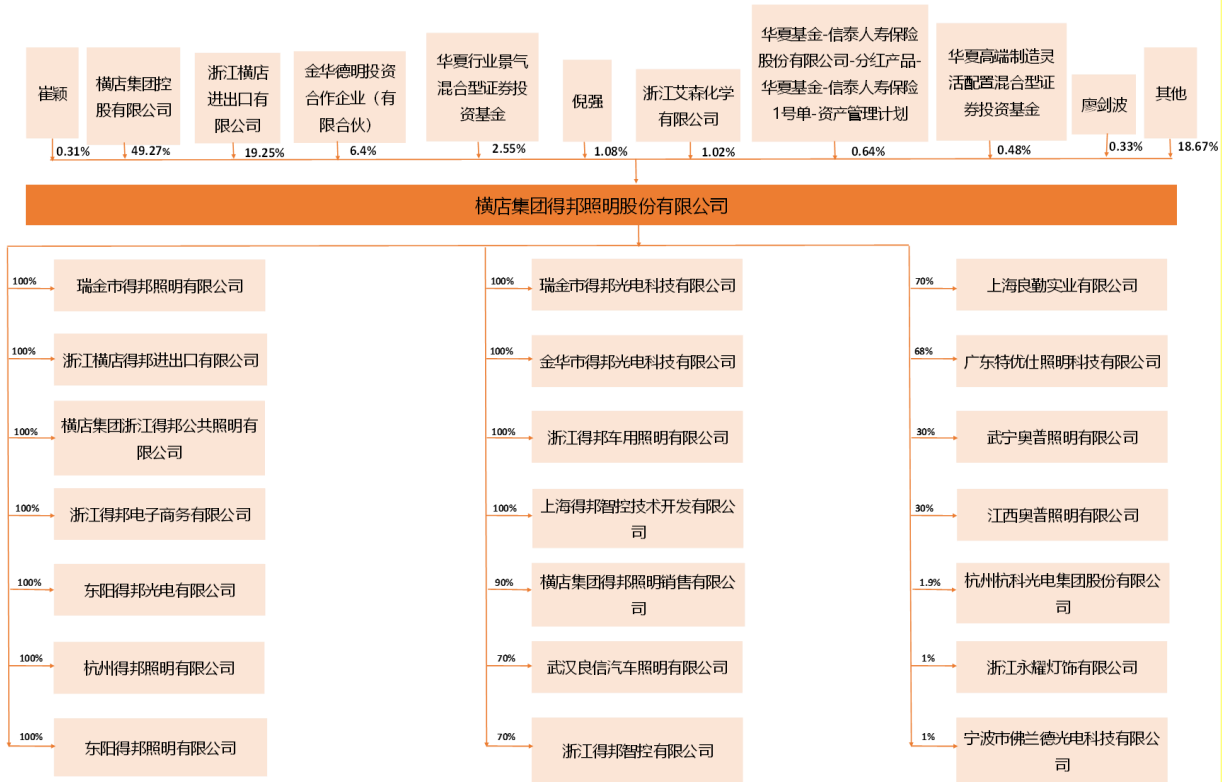 崔颖
0.31%
横店集团控
股有限公司
49.27%
浙江横店
进出口有
限公司
19.25%
金华德明投资
合作企业（有
限合伙）
6.4%
华夏行业景气
混合型证券投
资基金
2.55%
倪强
1.08%
浙江艾森化学
有限公司
1.02%
华夏基金-信泰人寿保险
股份有限公司-分红产品-
华夏基金-信泰人寿保险
1号单-资产管理计划
0.64%
华夏高端制造灵
活配置混合型证
券投资基金
0.48%
廖剑波
0.33%
其他
18.67%
横店集团得邦照明股份有限公司
100%
瑞金市得邦照明有限公司
100%
浙江横店得邦进出口有限公司
100%
横店集团浙江得邦公共照明有
限公司
100%
浙江得邦电子商务有限公司
100%
东阳得邦光电有限公司
100%
杭州得邦照明有限公司
100%
东阳得邦照明有限公司
100%
瑞金市得邦光电科技有限公司
100%
金华市得邦光电科技有限公司
100%
浙江得邦车用照明有限公司
100%
上海得邦智控技术开发有限公
司
90%
横店集团得邦照明销售有限公
司
70%
武汉良信汽车照明有限公司
70%
浙江得邦智控有限公司
70%
上海良勤实业有限公司
68%
广东特优仕照明科技有限公司
30%
武宁奥普照明有限公司
30%
江西奥普照明有限公司
1.9%
杭州杭科光电集团股份有限公
司
1%
浙江永耀灯饰有限公司
1%
宁波市佛兰德光电科技有限公
司